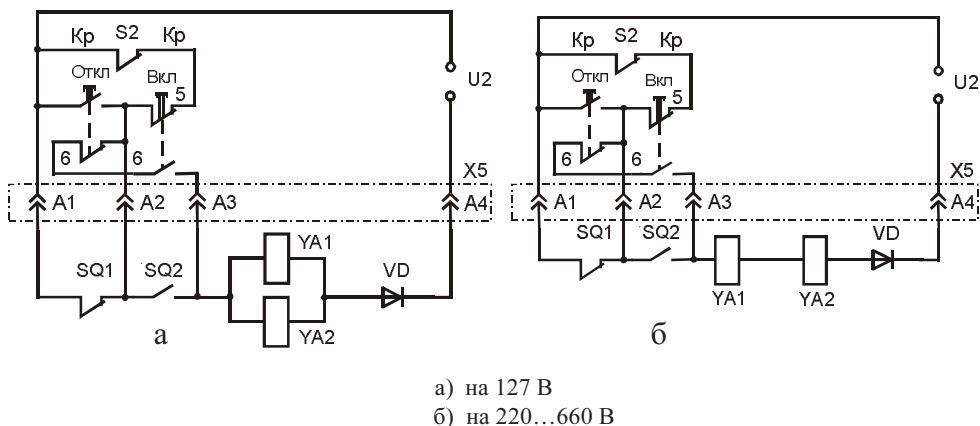 Кр S2 Кр
Откл Вкл
5
6 6
U2
X5
A1 A2 A3 A4
SQ1 SQ2 YA1 VD
YA2
а
Кр S2 Кр
Откл Вкл
5
6 6
U2
X5
A1 A2 A3 A4
SQ1 SQ2 VD
YA1 YA2
б
а) на 127 В
б) на 220...660 В